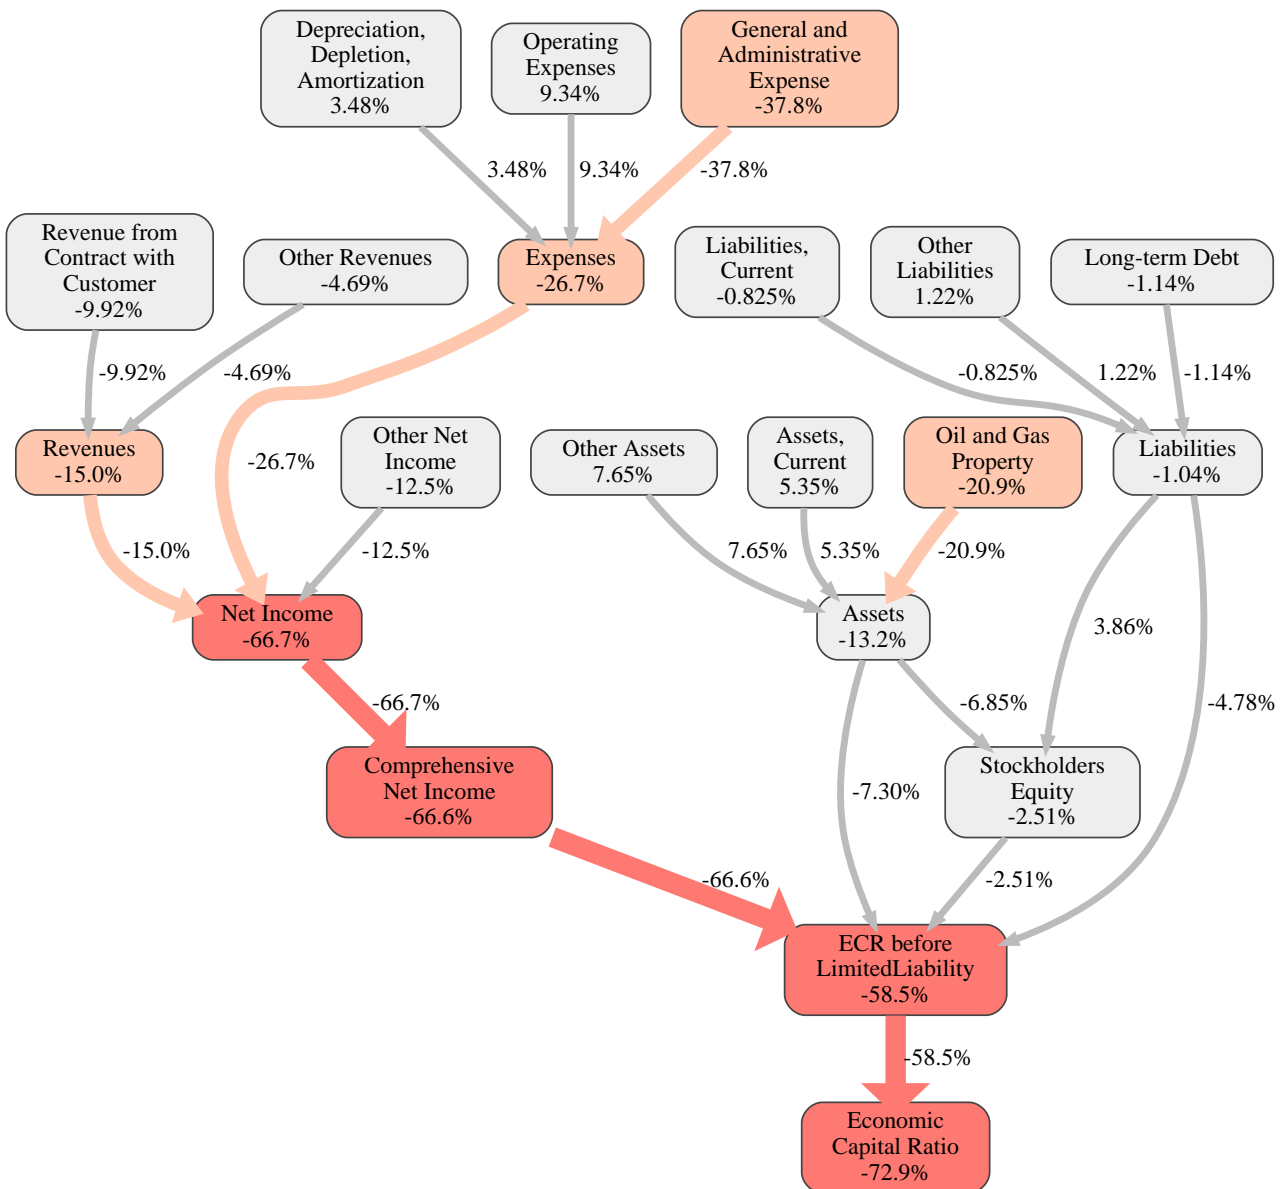 Depreciation,
Depletion,
Amortization
3.48%
Operating
Expenses
9.34%
General and
Administrative
Expense
-37.8%
3.48%
9.34%
-37.8%
Revenue from
Contract with
Customer
-9.92%
Other Revenues
-4.69%
Expenses
-26.7%
Liabilities,
Current
-0.825%
Other
Liabilities
1.22%
Long-term Debt
-1.14%
-9.92%
-4.69%
-0.825%
1.22%
-1.14%
Revenues
-15.0%
-26.7%
Other Net
Income
-12.5%
Other Assets
7.65%
Assets,
Current
5.35%
Oil and Gas
Property
-20.9%
Liabilities
-1.04%
-15.0%
-12.5%
7.65%
5.35%
-20.9%
Net Income
-66.7%
Assets
-13.2%
3.86%
-66.7%
-6.85%
-4.78%
Comprehensive
Net Income
-66.6%
-7.30%
Stockholders
Equity
-2.51%
-66.6%
-2.51%
ECR before
LimitedLiability
-58.5%
-58.5%
Economic
Capital Ratio
-72.9%